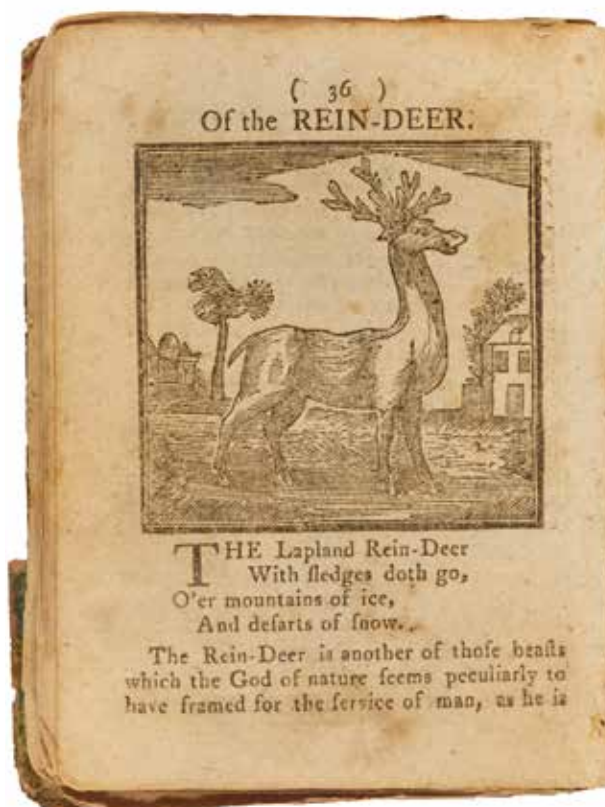 ( 36 )
Of the REIN-DEER.
THE Lapland Rein-Deer
With ſledges doth go,
O'er mountains of ice,
And deſarts of ſnow.
The Rein-Deer is another of thoſe beaſts
which the God of nature ſeems peculiarly to
have framed for the ſervice of man, as he is